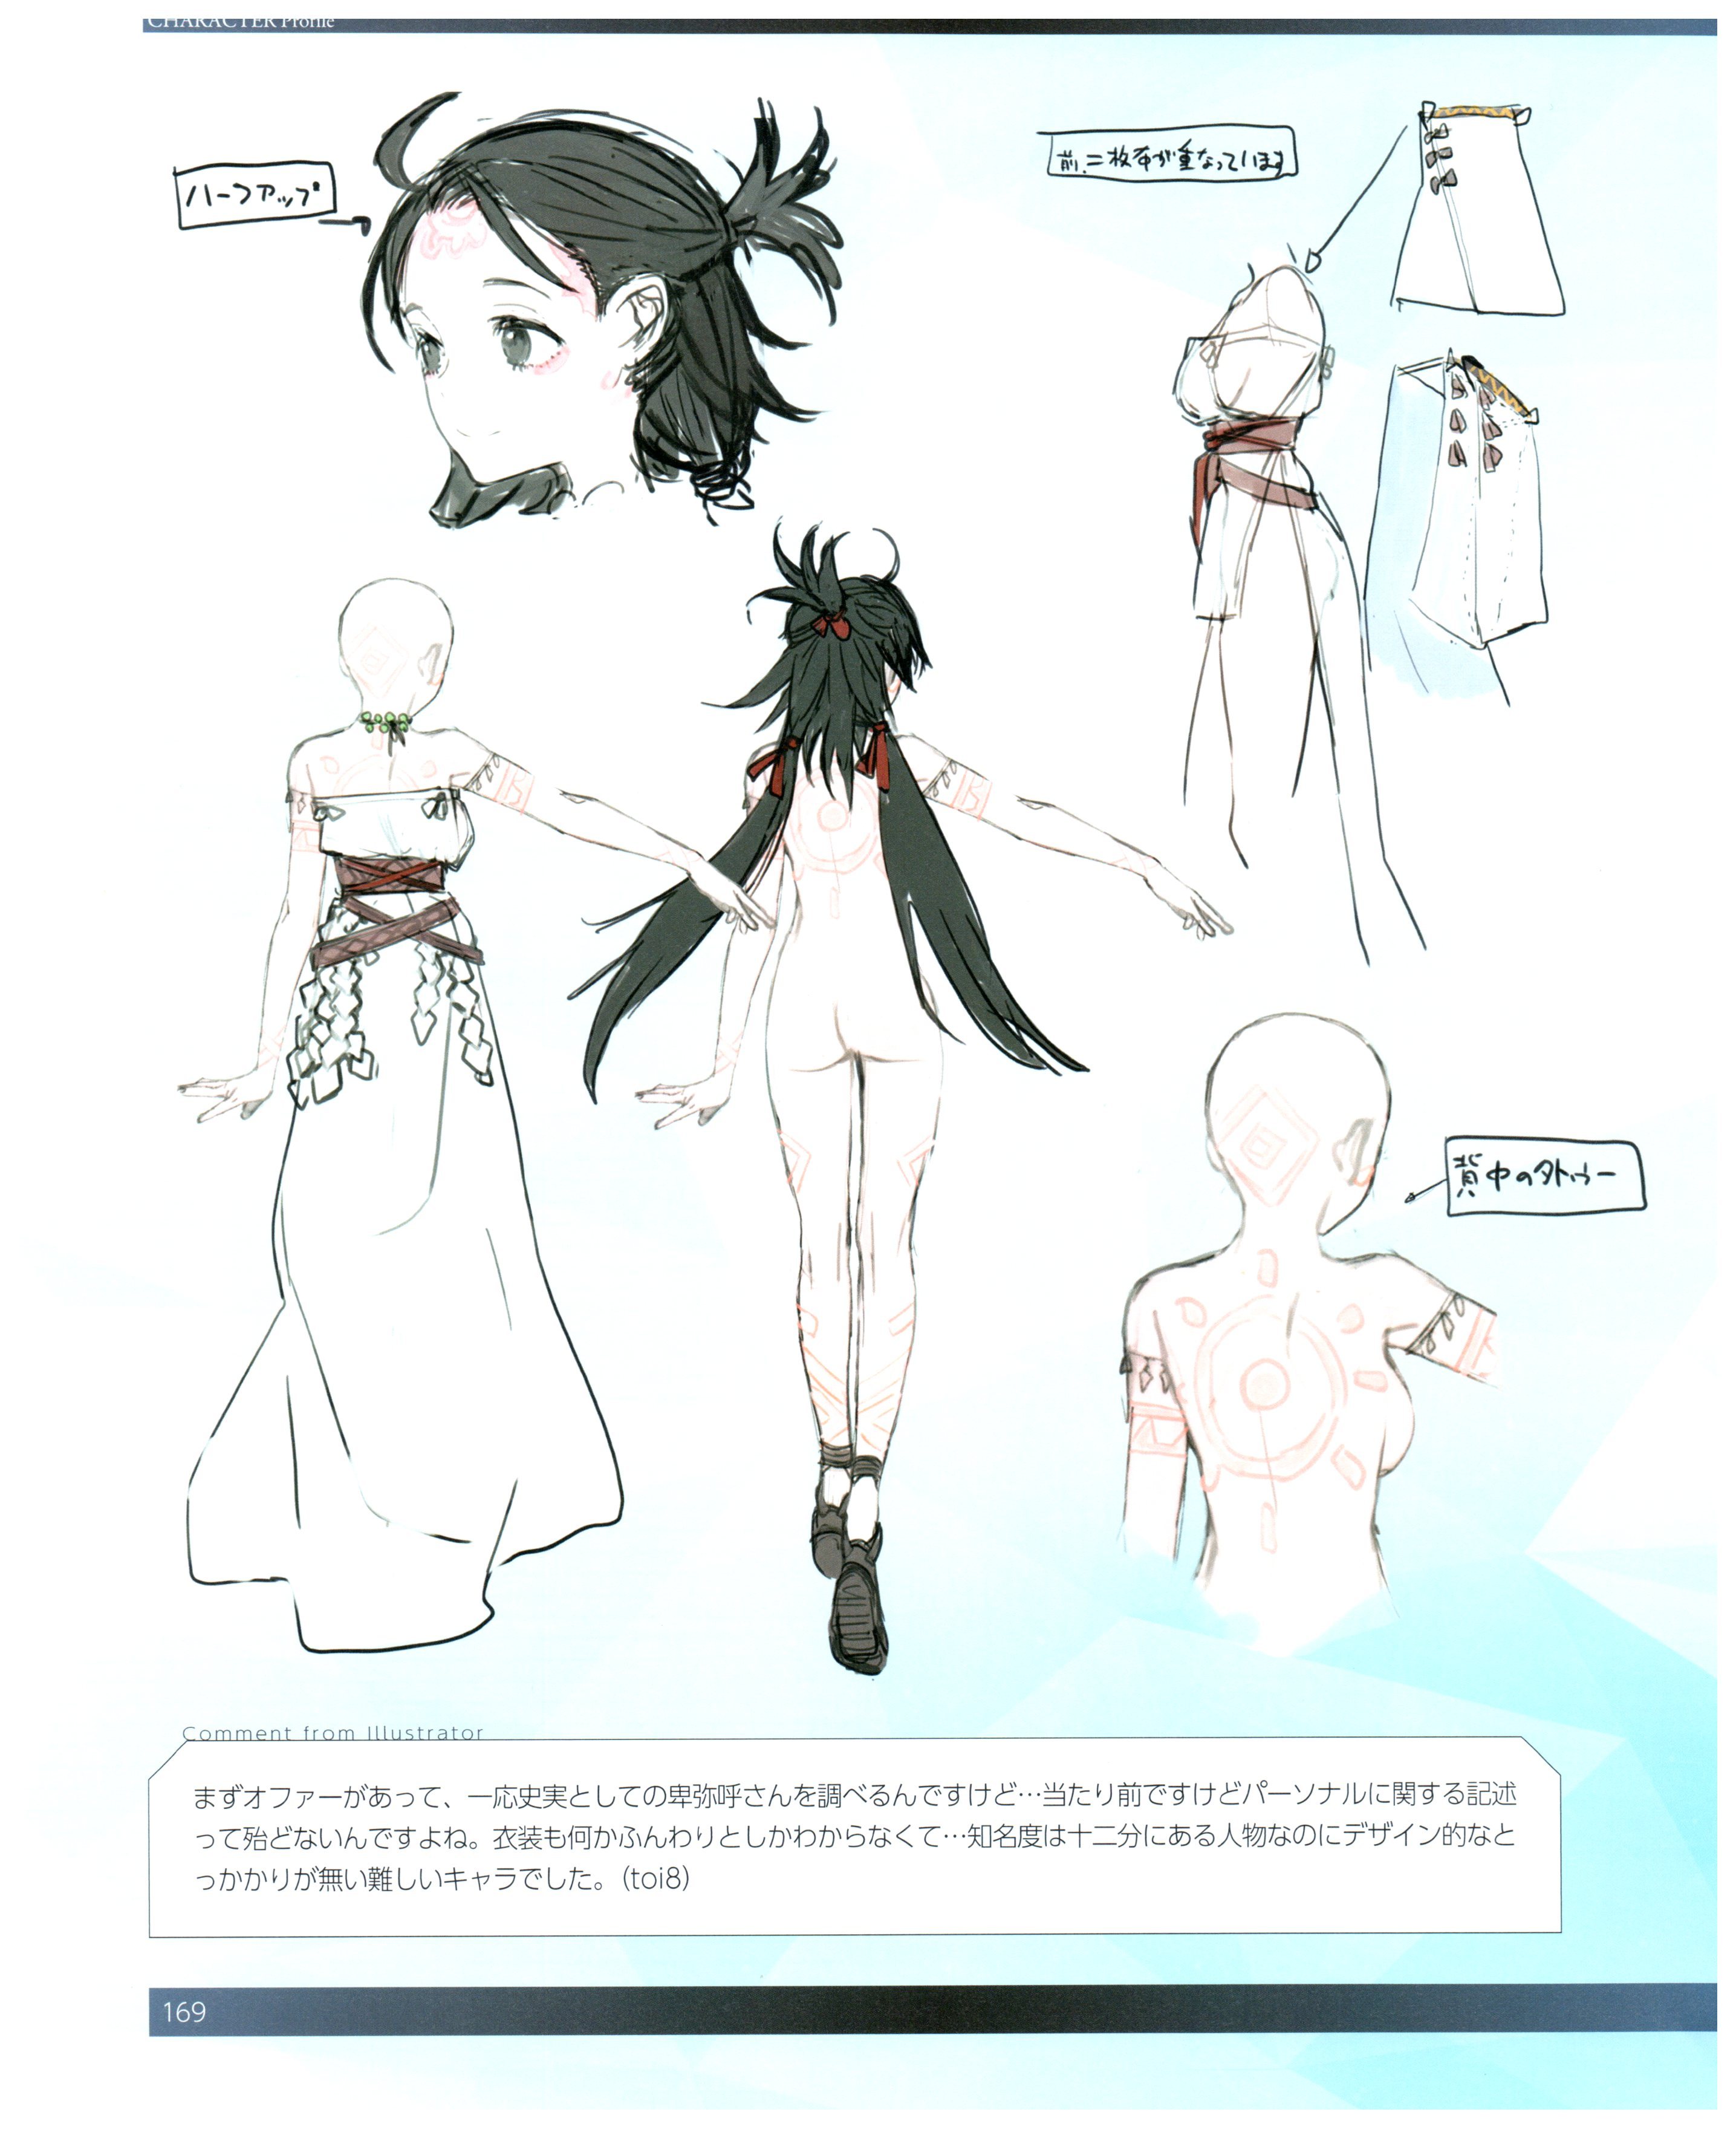 CHARACTER Profile
ハーフアップ
前、二枚布が重なっています
背中のタトゥー
Comment from Illustrator
まずオファーがあって、一応史実としての卑弥呼さんを調べるんですけど…当たり前ですけどパーソナルに関する記述
って殆どないんですよね。衣装も何かふんわりとしかわからなくて…知名度は十二分にある人物なのにデザイン的なと
っかかりが無い難しいキャラでした。（toi8）
169